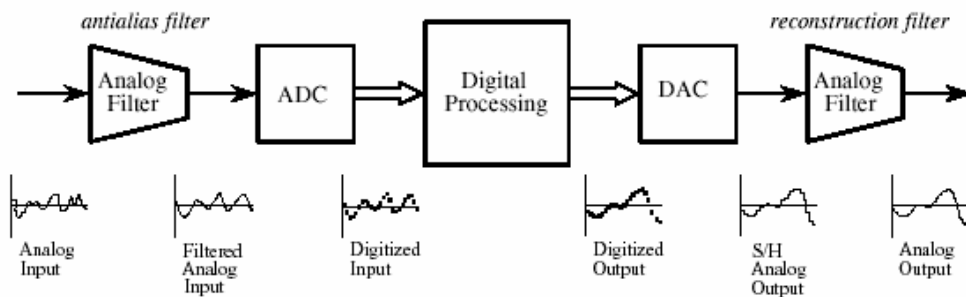 antialias filter
reconstruction filter
Analog
Filter
ADC
Digital
Processing
DAC
Analog
Filter
Analog
Input
Filtered
Analog
Input
Digitized
Input
Digitized
Output
S/H
Analog
Output
Analog
Output